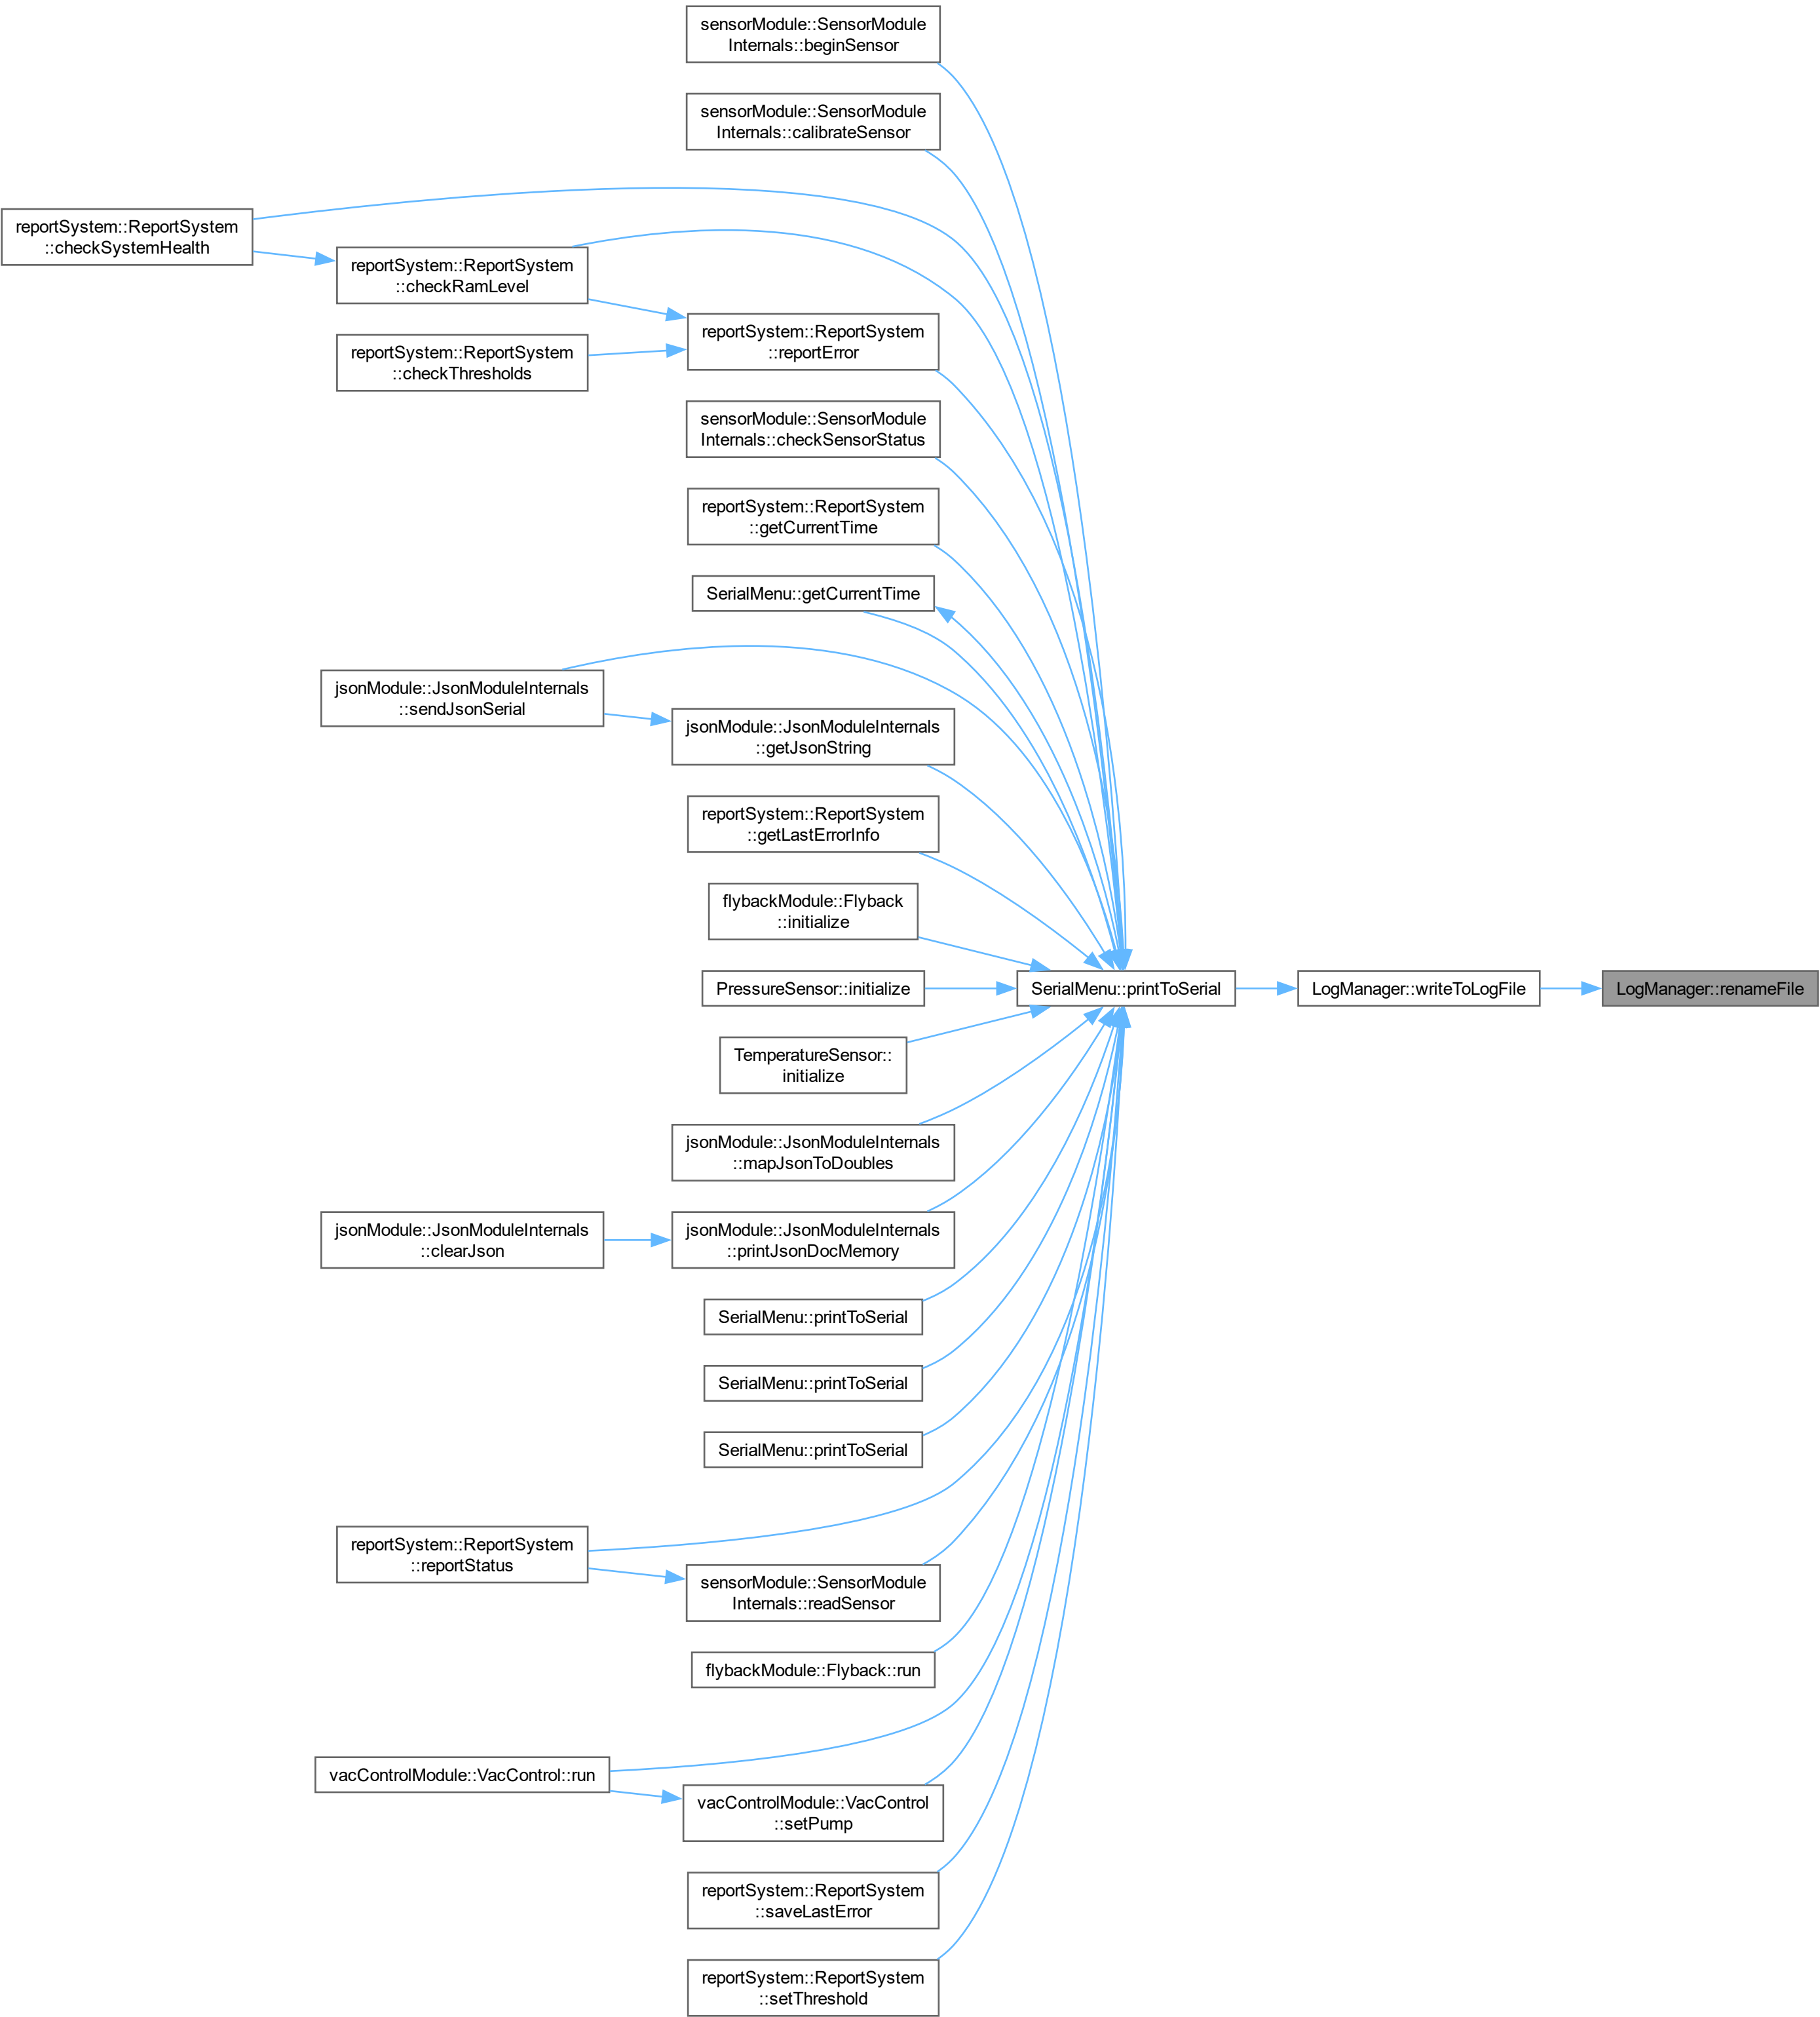 sensorModule::SensorModule
Internals::beginSensor
sensorModule::SensorModule
Internals::calibrateSensor
reportSystem::ReportSystem
::checkSystemHealth
reportSystem::ReportSystem
::checkRamLevel
reportSystem::ReportSystem
::reportError
reportSystem::ReportSystem
::checkThresholds
sensorModule::SensorModule
Internals::checkSensorStatus
reportSystem::ReportSystem
::getCurrentTime
SerialMenu::getCurrentTime
jsonModule::JsonModuleInternals
::sendJsonSerial
jsonModule::JsonModuleInternals
::getJsonString
reportSystem::ReportSystem
::getLastErrorInfo
flybackModule::Flyback
::initialize
PressureSensor::initialize
SerialMenu::printToSerial
LogManager::writeToLogFile
LogManager::renameFile
TemperatureSensor::
initialize
jsonModule::JsonModuleInternals
::mapJsonToDoubles
jsonModule::JsonModuleInternals
::clearJson
jsonModule::JsonModuleInternals
::printJsonDocMemory
SerialMenu::printToSerial
SerialMenu::printToSerial
SerialMenu::printToSerial
reportSystem::ReportSystem
::reportStatus
sensorModule::SensorModule
Internals::readSensor
flybackModule::Flyback::run
vacControlModule::VacControl::run
vacControlModule::VacControl
::setPump
reportSystem::ReportSystem
::saveLastError
reportSystem::ReportSystem
::setThreshold